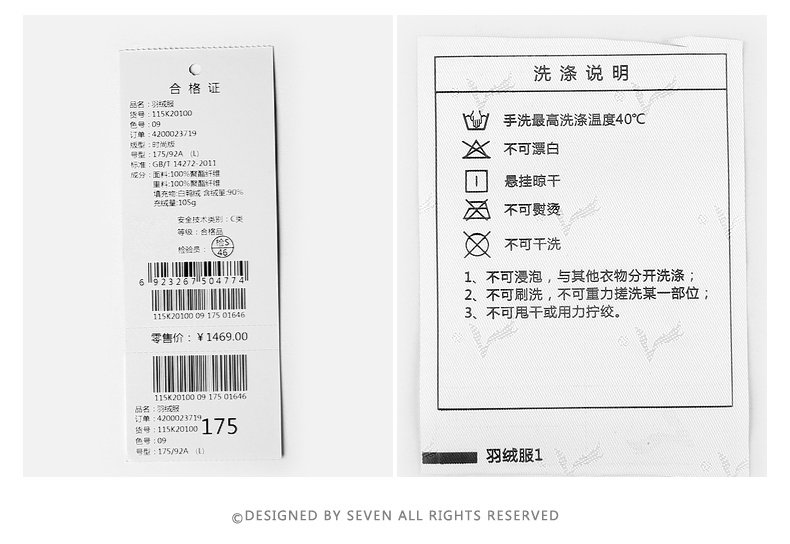 合格证
品名：羽绒服
货号：115K20100
色号：09
订单：4200023719
版型：时尚版
号型：175/92A （L）
标准：GB/T 14272-2011
成分：面料:100%聚酯纤维
里料:100%聚酯纤维
填充物:白鸭绒 含绒量:90%
充绒量:105g
安全技术类别：C类
等级：合格品
检验员：检5
46
6 923267 504774
115K20100 09 175 01646
零售价：￥1469.00
115K20100 09 175 01646
品名：羽绒服
订单：4200023719
货号：115K20100
色号：09
号型：175/92A （L）
175
洗涤说明
手洗最高洗涤温度40℃
不可漂白
悬挂晾干
不可熨烫
不可干洗
1、不可浸泡，与其他衣物分开洗涤；
2、不可刷洗，不可重力搓洗某一部位；
3、不可甩干或用力拧绞。
羽绒服1
©DESIGNED BY SEVEN ALL RIGHTS RESERVED